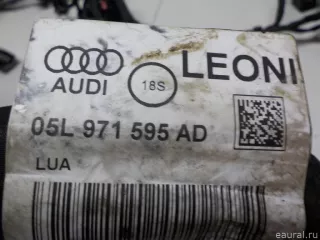 LEONI
AUDI
18S
05L 971 595 AD
LUA
eaural.ru